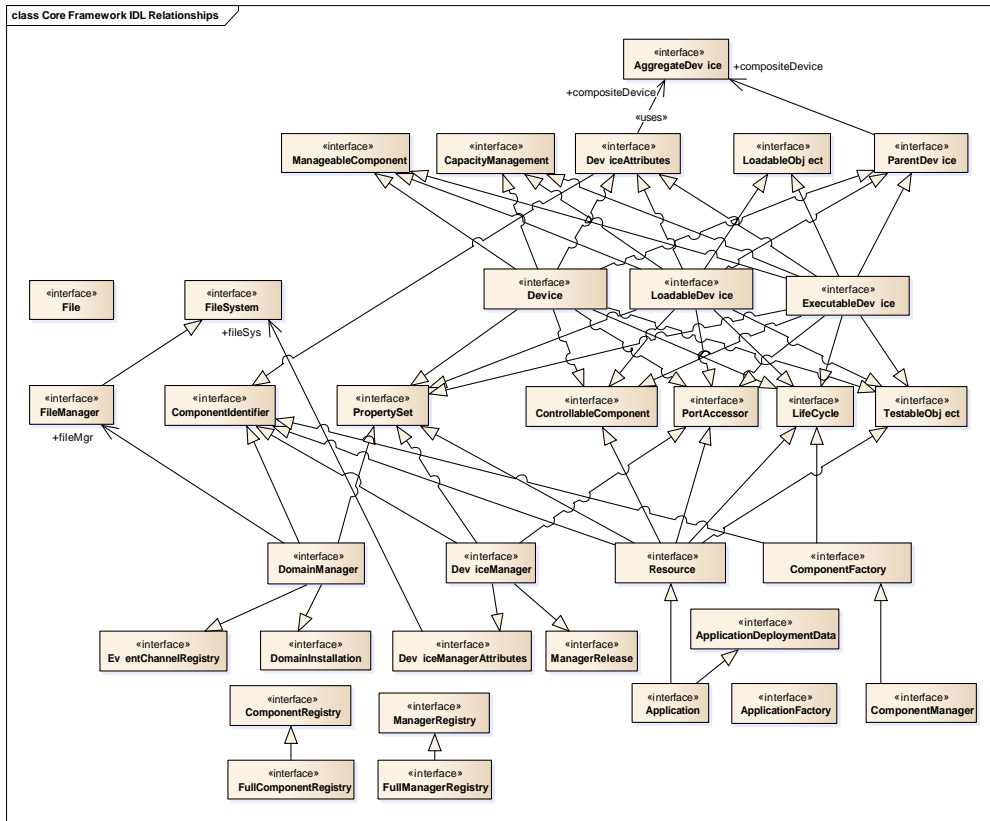 class Core Framework IDL Relationships
«interface»
AggregateDev ice
+compositeDevice
+compositeDevice
«uses»
«interface»
ManageableComponent
«interface»
CapacityManagement
«interface»
Dev iceAttributes
«interface»
LoadableObj ect
«interface»
ParentDev ice
«interface»
File
«interface»
FileSystem
+fileSys
«interface»
Device
«interface»
LoadableDev ice
«interface»
ExecutableDev ice
«interface»
FileManager
+fileMgr
«interface»
ComponentIdentifier
«interface»
PropertySet
«interface»
ControllableComponent
«interface»
PortAccessor
«interface»
LifeCycle
«interface»
TestableObj ect
«interface»
DomainManager
«interface»
Dev iceManager
«interface»
Resource
«interface»
ComponentFactory
«interface»
Ev entChannelRegistry
«interface»
DomainInstallation
«interface»
Dev iceManagerAttributes
«interface»
ManagerRelease
«interface»
ApplicationDeploymentData
«interface»
ComponentRegistry
«interface»
ManagerRegistry
«interface»
Application
«interface»
ApplicationFactory
«interface»
ComponentManager
«interface»
FullComponentRegistry
«interface»
FullManagerRegistry